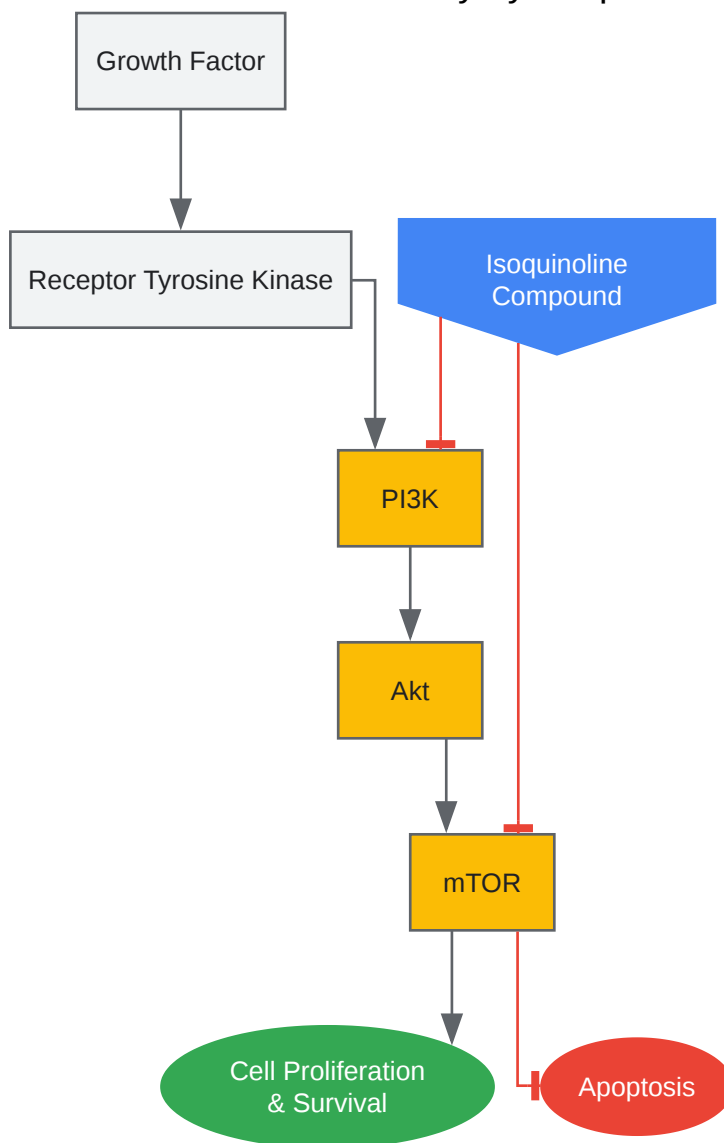 Growth Factor
Receptor Tyrosine Kinase
Isoquinoline
Compound
PI3K
Akt
mTOR
Cell Proliferation
& Survival
Apoptosis